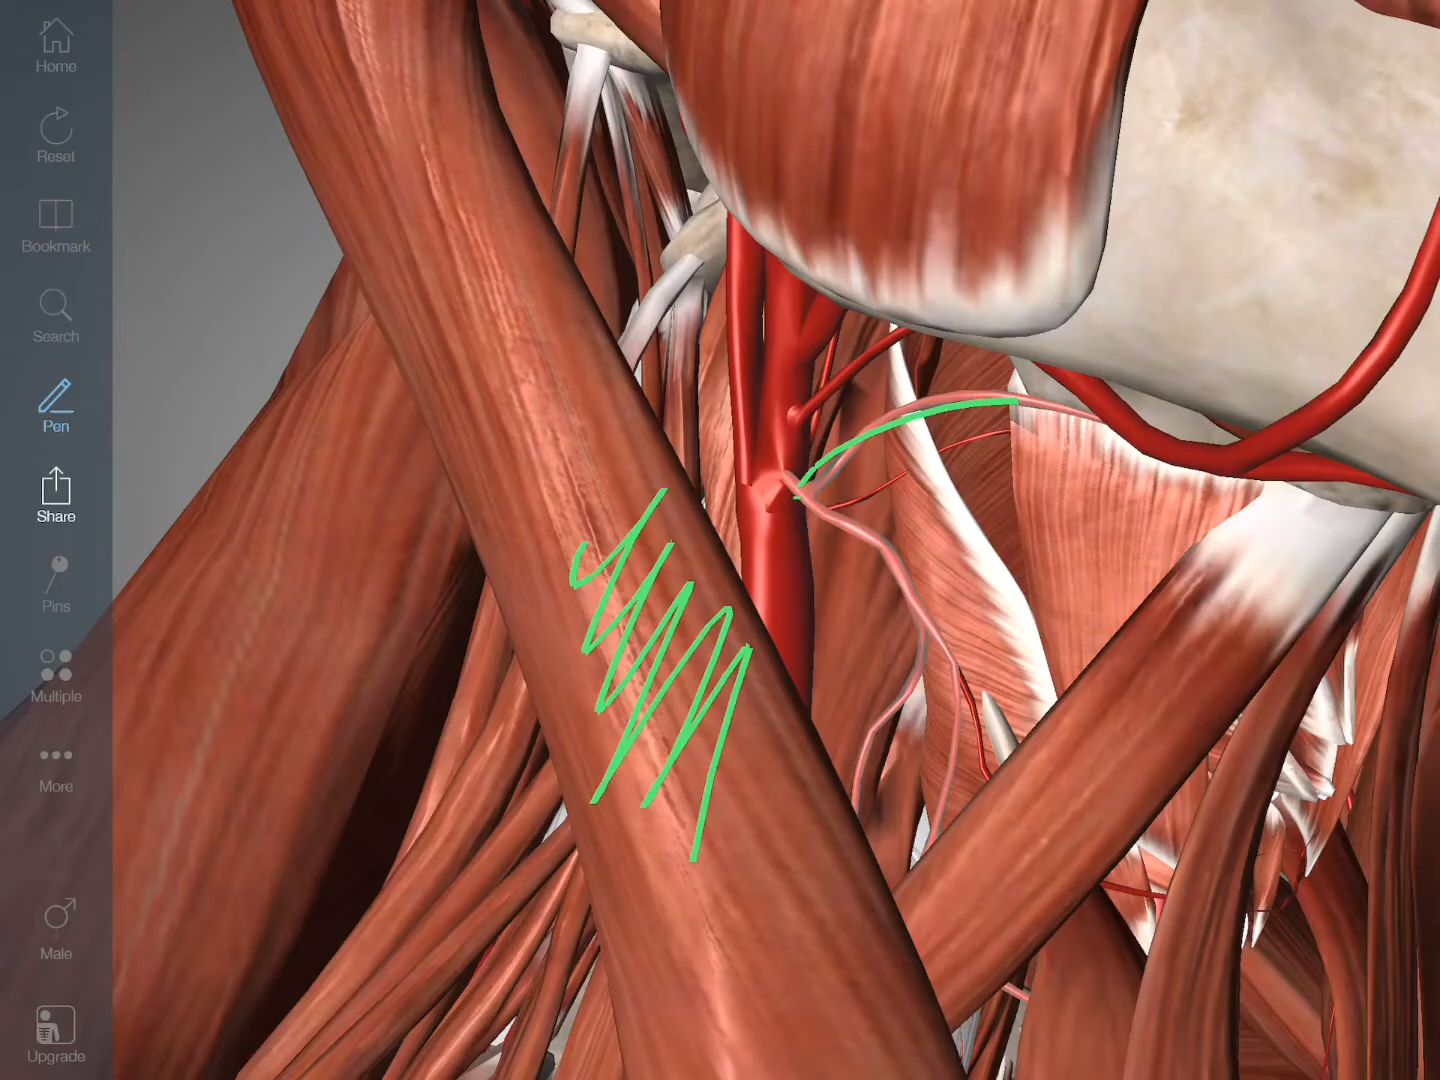 Home
Reset
Bookmark
Search
Pen
Share
Pins
Multiple
More
Male
Upgrade